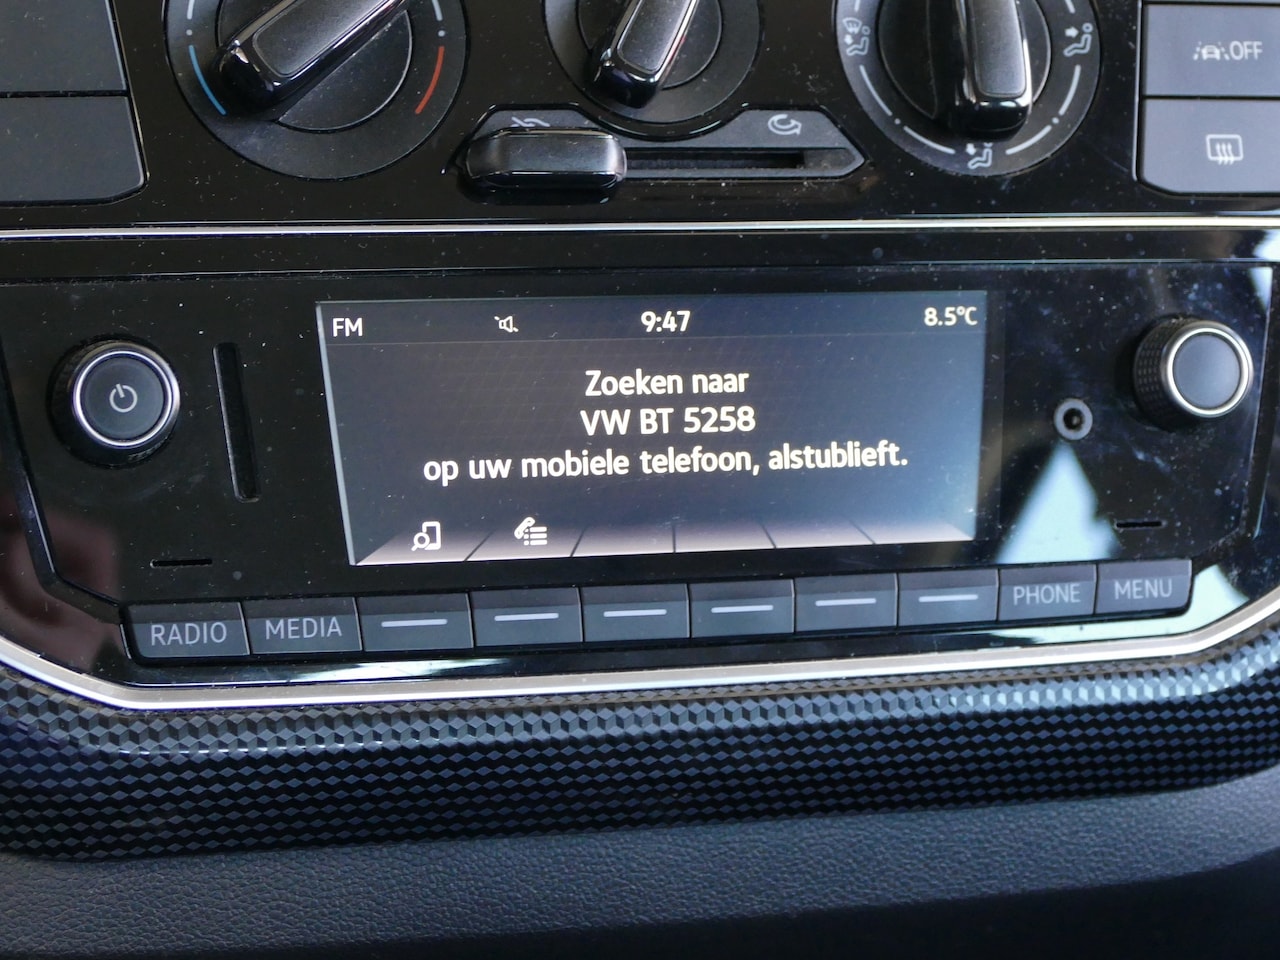 OFF
FM 9:47 8.5°C
Zoeken naar
VW BT 5258
op uw mobiele telefoon, alstublieft.
RADIO MEDIA PHONE MENU